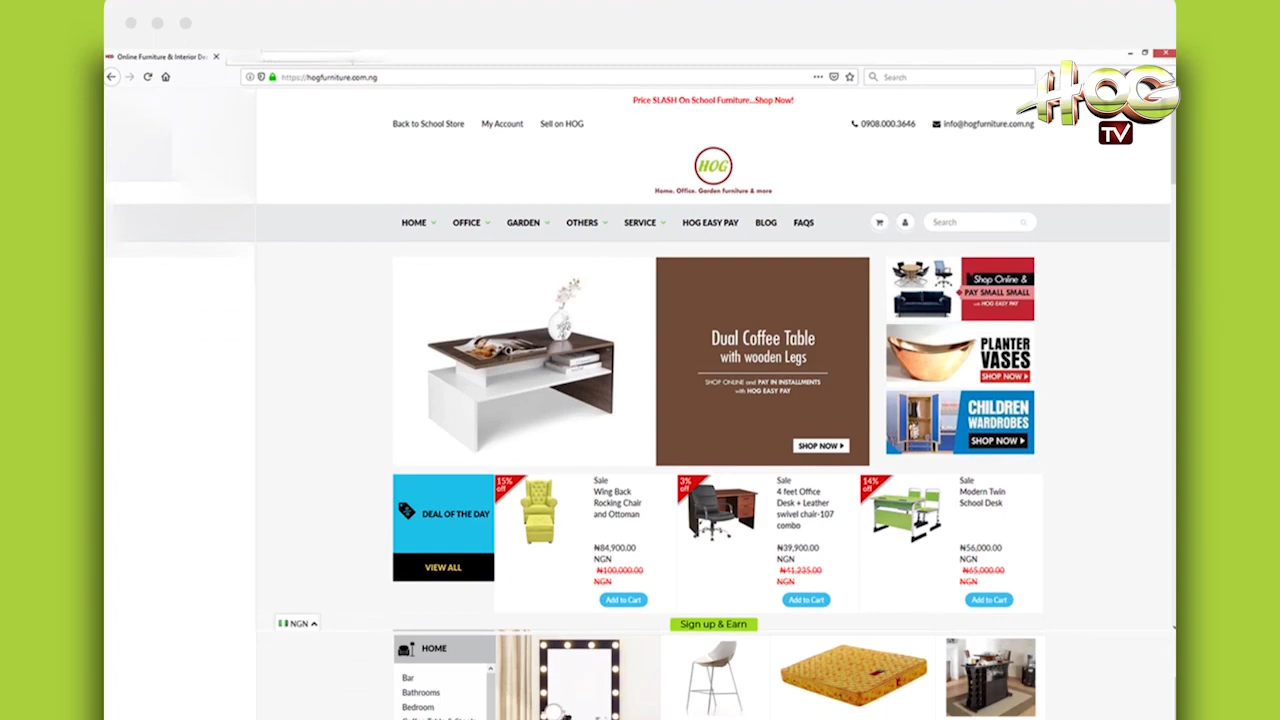 Online Furniture & Interior De
https://hogfurniture.com.ng
Search
HOG
TV
Price SLASH On School Furniture...Shop Now!
Back to School Store
My Account
Sell on HOG
0908.000.3646
info@hogfurniture.com.ng
HOG
Home. Office. Garden furniture & more
HOME
OFFICE
GARDEN
OTHERS
SERVICE
HOG EASY PAY
BLOG
FAQS
Search
Dual Coffee Table
with wooden Legs
SHOP ONLINE and PAY IN INSTALLMENTS
with HOG EASY PAY
SHOP NOW
Shop Online &
PAY SMALL SMALL
with HOG EASY PAY
PLANTER
VASES
SHOP NOW
CHILDREN
WARDROBES
SHOP NOW
DEAL OF THE DAY
VIEW ALL
15%
off
Sale
Wing Back
Rocking Chair
and Ottoman
₦84,900.00
NGN
₦100,000.00
NGN
Add to Cart
3%
off
Sale
4 feet Office
Desk + Leather
swivel chair-107
combo
₦39,900.00
NGN
₦41,235.00
NGN
Add to Cart
14%
off
Sale
Modern Twin
School Desk
₦56,000.00
NGN
₦65,000.00
NGN
Add to Cart
NGN
Sign up & Earn
HOME
Bar
Bathrooms
Bedroom